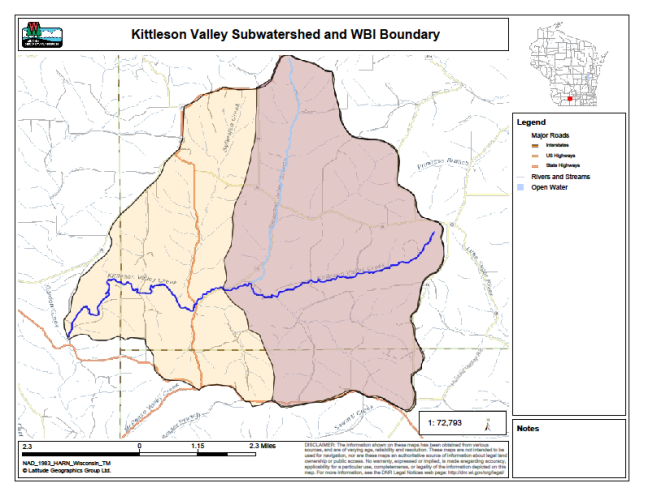 Kittleson Valley Subwatershed and WBI Boundary
Legend
Major Roads
Interstates
US Highways
State Highways
Rivers and Streams
Open Water
Kittleson Valley Creek
Notes
1: 72,793
2.3
0
1.15
2.3 Miles
NAD_1983_HARN_Wisconsin_TM
© Latitude Geographics Group Ltd.
DISCLAIMER: The information shown on these maps has been obtained from various
sources, and are of varying age, reliability and resolution. These maps are not intended to be
used for navigation, nor are these maps an authoritative source of information about legal land
ownership or public access. No warranty, expressed or implied, is made regarding accuracy,
applicability for a particular use, completeness, or legality of the information depicted on this
map. For more information, see the DNR Legal Notices web page: http://dnr.wi.gov/org/legal/